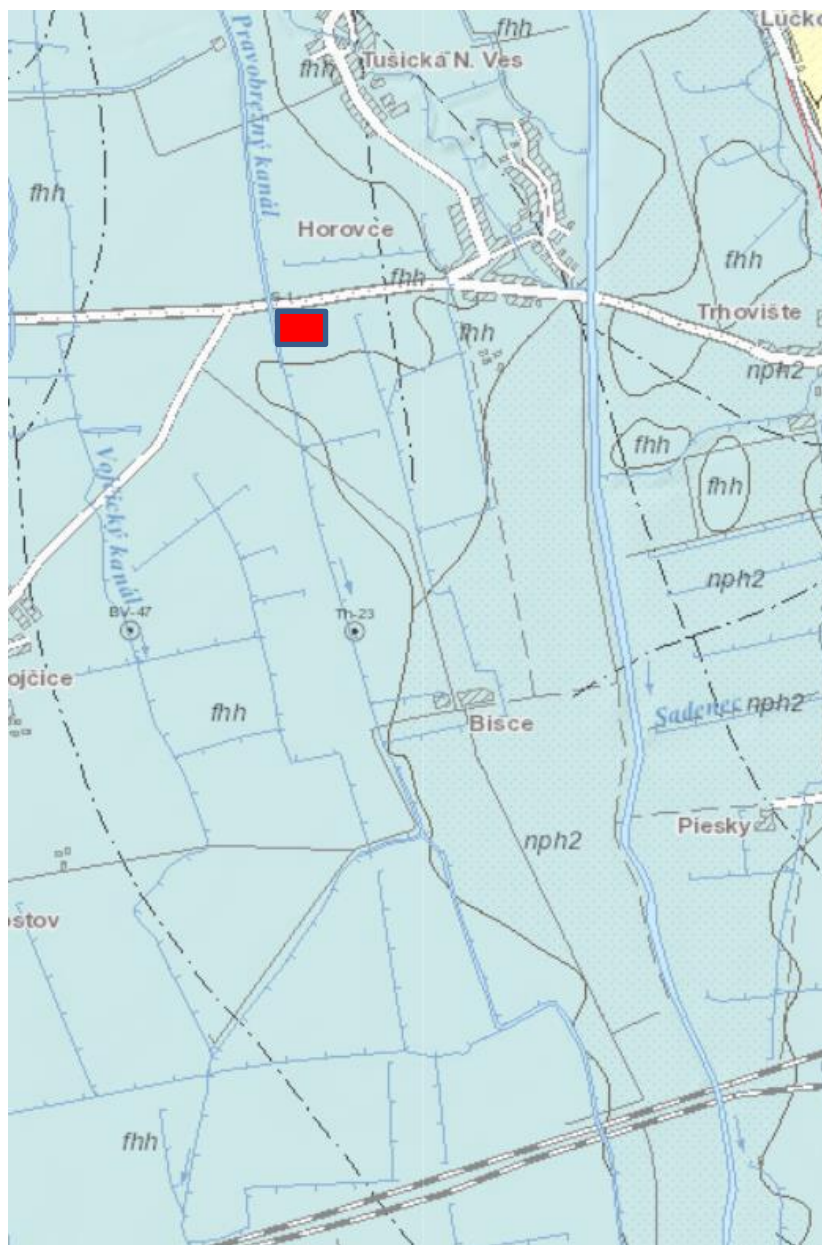 Lúčko
fhh
Tušická N. Ves
fhh
Pravobrežný kanál
fhh
Horovce
fhh
fhh
Trhovište
fhh
nph2
fhh
fhh
Vojčický kanál
nph2
BV-47
Th-23
ojčice
fhh
Bisce
Sadenec
nph2
Piesky
nph2
ostov
fhh